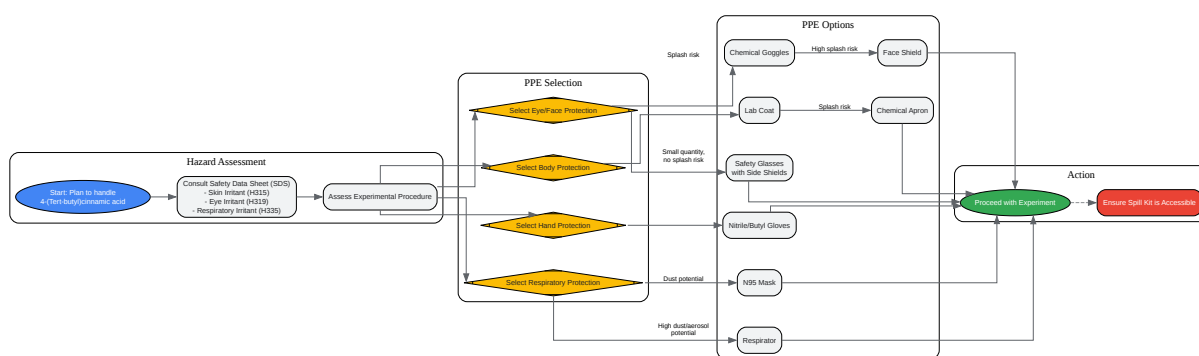 Hazard Assessment
Start: Plan to handle
4-(Tert-butyl)cinnamic acid
Consult Safety Data Sheet (SDS)
- Skin Irritant (H315)
- Eye Irritant (H319)
- Respiratory Irritant (H335)
Assess Experimental Procedure
PPE Selection
Select Eye/Face Protection
Select Body Protection
Select Hand Protection
Select Respiratory Protection
Splash risk
Small quantity,
no splash risk
Dust potential
High dust/aerosol
potential
PPE Options
Chemical Goggles
High splash risk
Face Shield
Lab Coat
Splash risk
Chemical Apron
Safety Glasses
with Side Shields
Nitrile/Butyl Gloves
N95 Mask
Respirator
Action
Proceed with Experiment
Ensure Spill Kit is Accessible